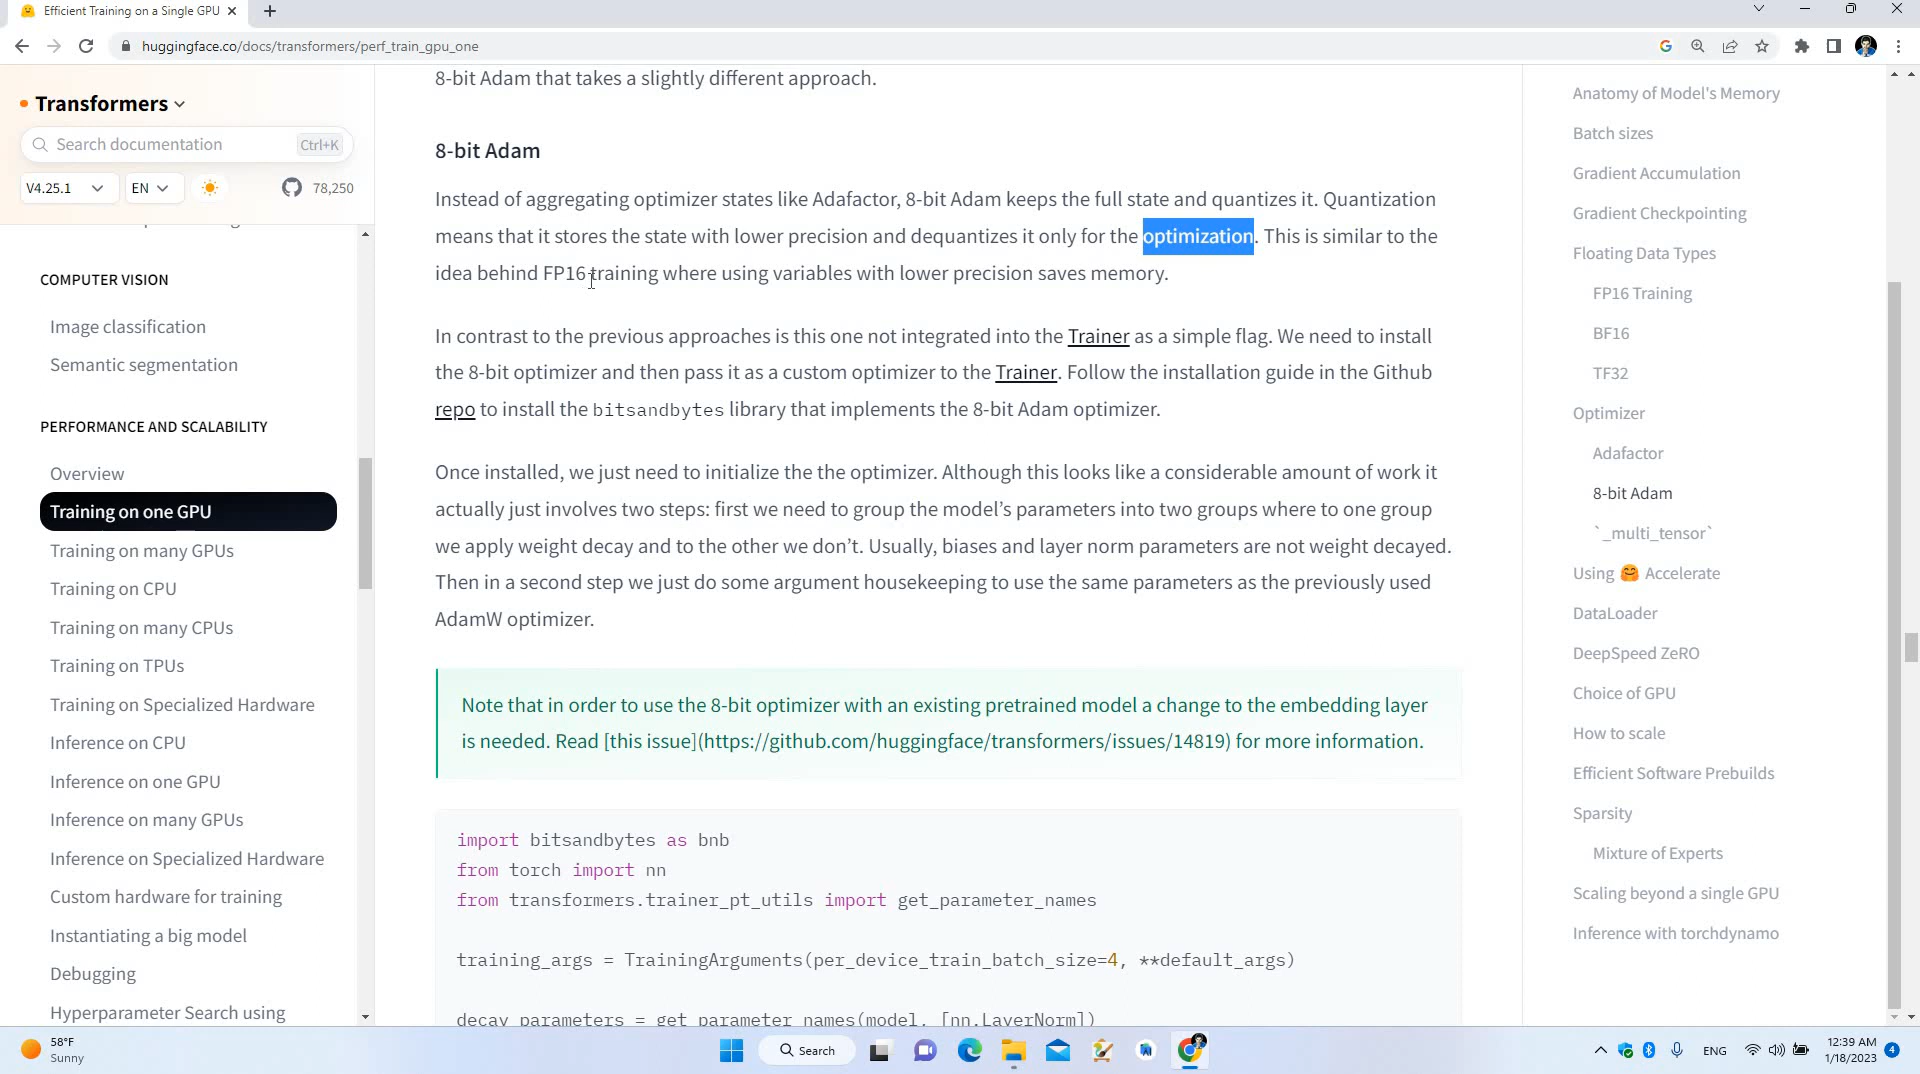 Efficient Training on a Single GPU
huggingface.co/docs/transformers/perf_train_gpu_one
Transformers
Search documentation
Ctrl+K
V4.25.1
EN
78,250
COMPUTER VISION
Image classification
Semantic segmentation
PERFORMANCE AND SCALABILITY
Overview
Training on one GPU
Training on many GPUs
Training on CPU
Training on many CPUs
Training on TPUs
Training on Specialized Hardware
Inference on CPU
Inference on one GPU
Inference on many GPUs
Inference on Specialized Hardware
Custom hardware for training
Instantiating a big model
Debugging
Hyperparameter Search using
8-bit Adam that takes a slightly different approach.
8-bit Adam
Instead of aggregating optimizer states like Adafactor, 8-bit Adam keeps the full state and quantizes it. Quantization
means that it stores the state with lower precision and dequantizes it only for the optimization. This is similar to the
idea behind FP16 training where using variables with lower precision saves memory.
In contrast to the previous approaches is this one not integrated into the Trainer as a simple flag. We need to install
the 8-bit optimizer and then pass it as a custom optimizer to the Trainer. Follow the installation guide in the Github
repo to install the bitsandbytes library that implements the 8-bit Adam optimizer.
Once installed, we just need to initialize the the optimizer. Although this looks like a considerable amount of work it
actually just involves two steps: first we need to group the model's parameters into two groups where to one group
we apply weight decay and to the other we don't. Usually, biases and layer norm parameters are not weight decayed.
Then in a second step we just do some argument housekeeping to use the same parameters as the previously used
AdamW optimizer.
Note that in order to use the 8-bit optimizer with an existing pretrained model a change to the embedding layer
is needed. Read [this issue](https://github.com/huggingface/transformers/issues/14819) for more information.
import bitsandbytes as bnb
from torch import nn
from transformers.trainer_pt_utils import get_parameter_names
training_args = TrainingArguments(per_device_train_batch_size=4, **default_args)
decay_parameters = get_parameter_names(model, [nn.LayerNorm])
Anatomy of Model's Memory
Batch sizes
Gradient Accumulation
Gradient Checkpointing
Floating Data Types
FP16 Training
BF16
TF32
Optimizer
Adafactor
8-bit Adam
`_multi_tensor`
Using 🤗 Accelerate
DataLoader
DeepSpeed ZeRO
Choice of GPU
How to scale
Efficient Software Prebuilds
Sparsity
Mixture of Experts
Scaling beyond a single GPU
Inference with torchdynamo
58°F
Sunny
Search
ENG
12:39 AM
1/18/2023
4